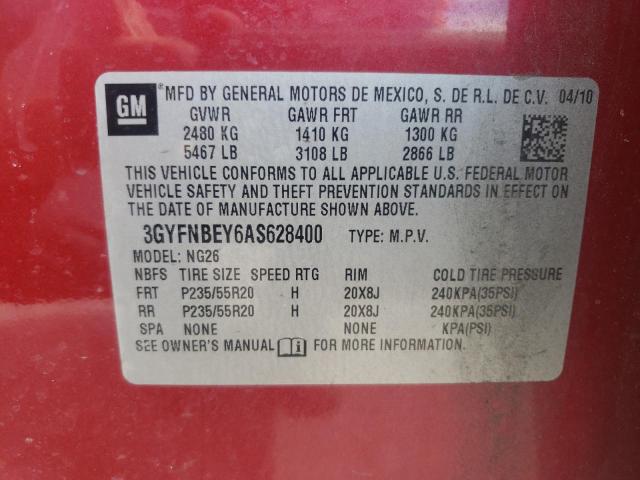 GM
®MFD BY GENERAL MOTORS DE MEXICO, S. DE R.L. DE C.V. 04/10
GVWR GAWR FRT GAWR RR
2480 KG 1410 KG 1300 KG
5467 LB 3108 LB 2866 LB
THIS VEHICLE CONFORMS TO ALL APPLICABLE U.S. FEDERAL MOTOR
VEHICLE SAFETY AND THEFT PREVENTION STANDARDS IN EFFECT ON
THE DATE OF MANUFACTURE SHOWN ABOVE.
3GYFNBEY6AS628400 TYPE: M.P.V.
MODEL: NG26
NBFS TIRE SIZE SPEED RTG RIM COLD TIRE PRESSURE
FRT P235/55R20 H 20X8J 240KPA(35PSI)
RR P235/55R20 H 20X8J 240KPA(35PSI)
SPA NONE NONE KPA(PSI)
SEE OWNER'S MANUAL i FOR MORE INFORMATION.